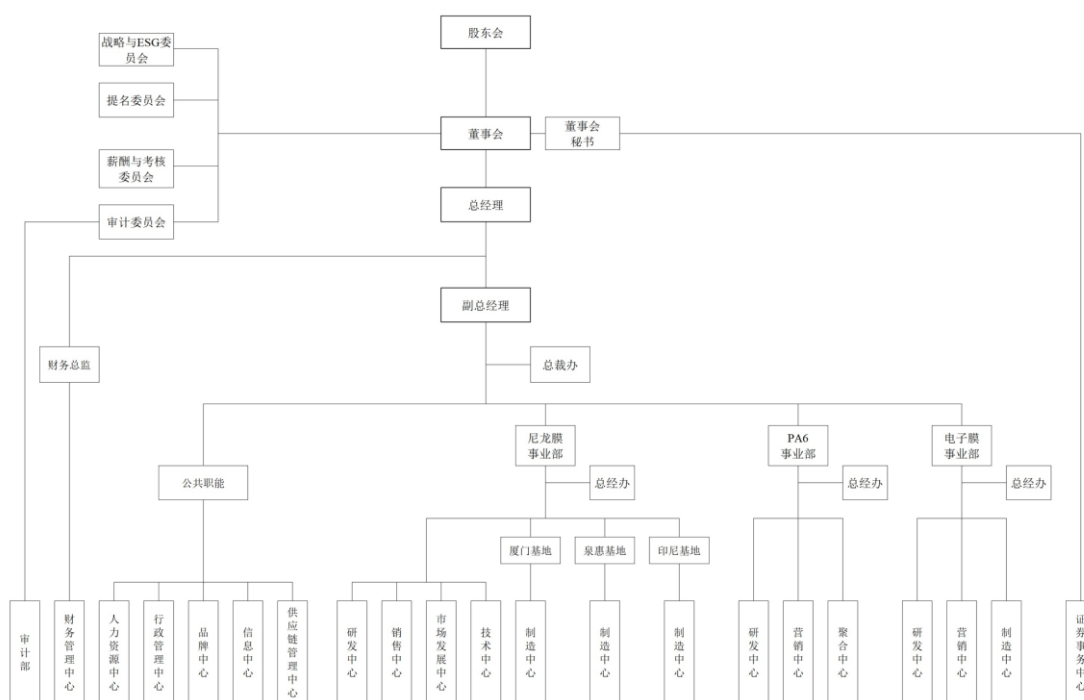 股东会
战略与ESG委
员会
提名委员会
董事会
董事会
秘书
薪酬与考核
委员会
总经理
审计委员会
副总经理
财务总监
总裁办
尼龙膜
事业部
PA6
事业部
电子膜
事业部
公共职能
总经办
总经办
总经办
厦门基地
泉惠基地
印尼基地
审计部
财务管理中心
人力资源中心
行政管理中心
品牌中心
信息中心
供应链管理中心
研发中心
销售中心
市场发展中心
技术中心
制造中心
制造中心
制造中心
研发中心
营销中心
聚合中心
研发中心
营销中心
制造中心
证券事务中心